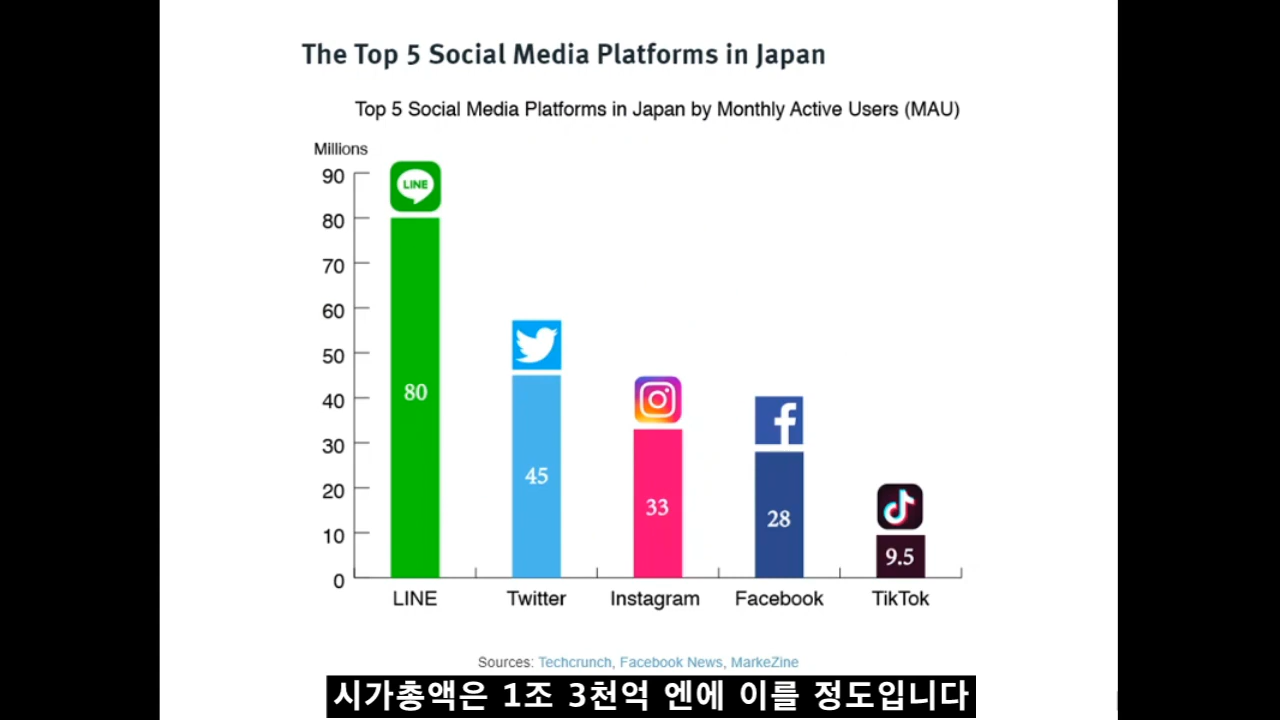 The Top 5 Social Media Platforms in Japan
Top 5 Social Media Platforms in Japan by Monthly Active Users (MAU)
Millions
90
80
70
60
50
40
30
20
10
0
LINE
80
45
33
28
9.5
LINE Twitter Instagram Facebook TikTok
Sources: Techcrunch, Facebook News, MarkeZine
시가총액은 1조 3천억 엔에 이를 정도입니다